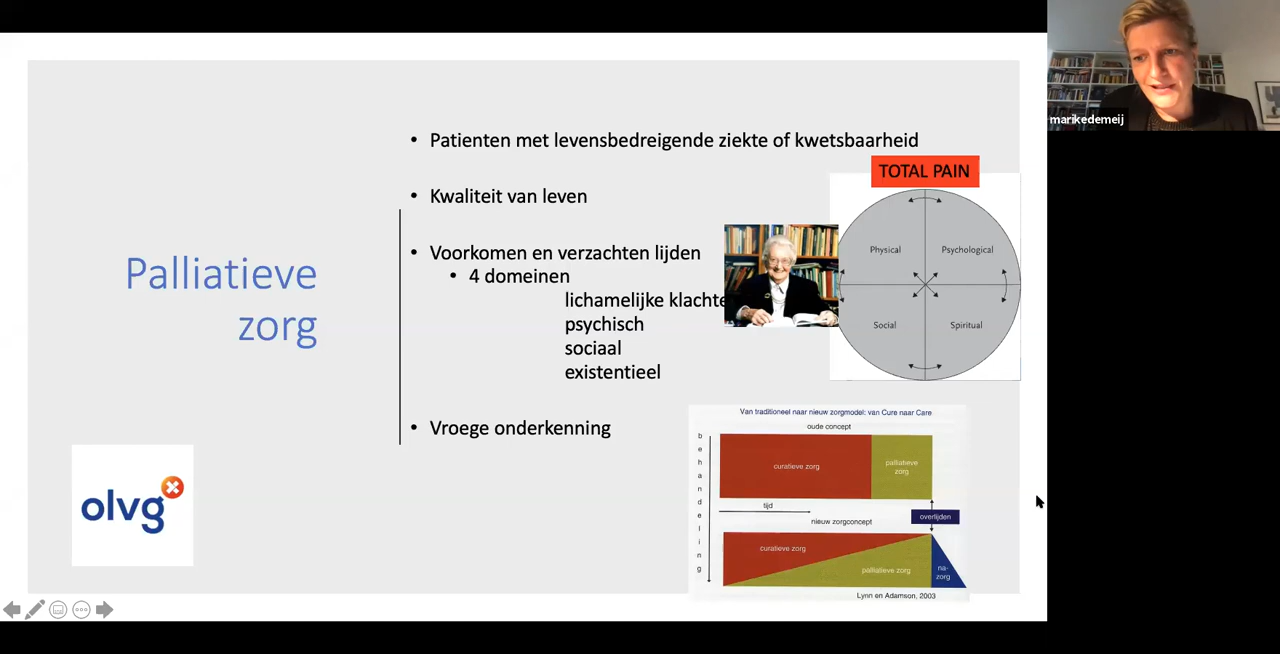 Palliatieve
zorg
• Patienten met levensbedreigende ziekte of kwetsbaarheid
• Kwaliteit van leven
• Voorkomen en verzachten lijden
• 4 domeinen
lichamelijke klachte
psychisch
sociaal
existentieel
• Vroege onderkenning
TOTAL PAIN
Physical
Psychological
Social
Spiritual
Van traditioneel naar nieuw zorgmodel: van Cure naar Care
oude concept
behandeling
curatieve zorg
palliatieve
zorg
tijd
overlijden
nieuw zorgconcept
curatieve zorg
palliatieve zorg
na-
zorg
Lynn en Adamson, 2003
olvg
marikedemeij